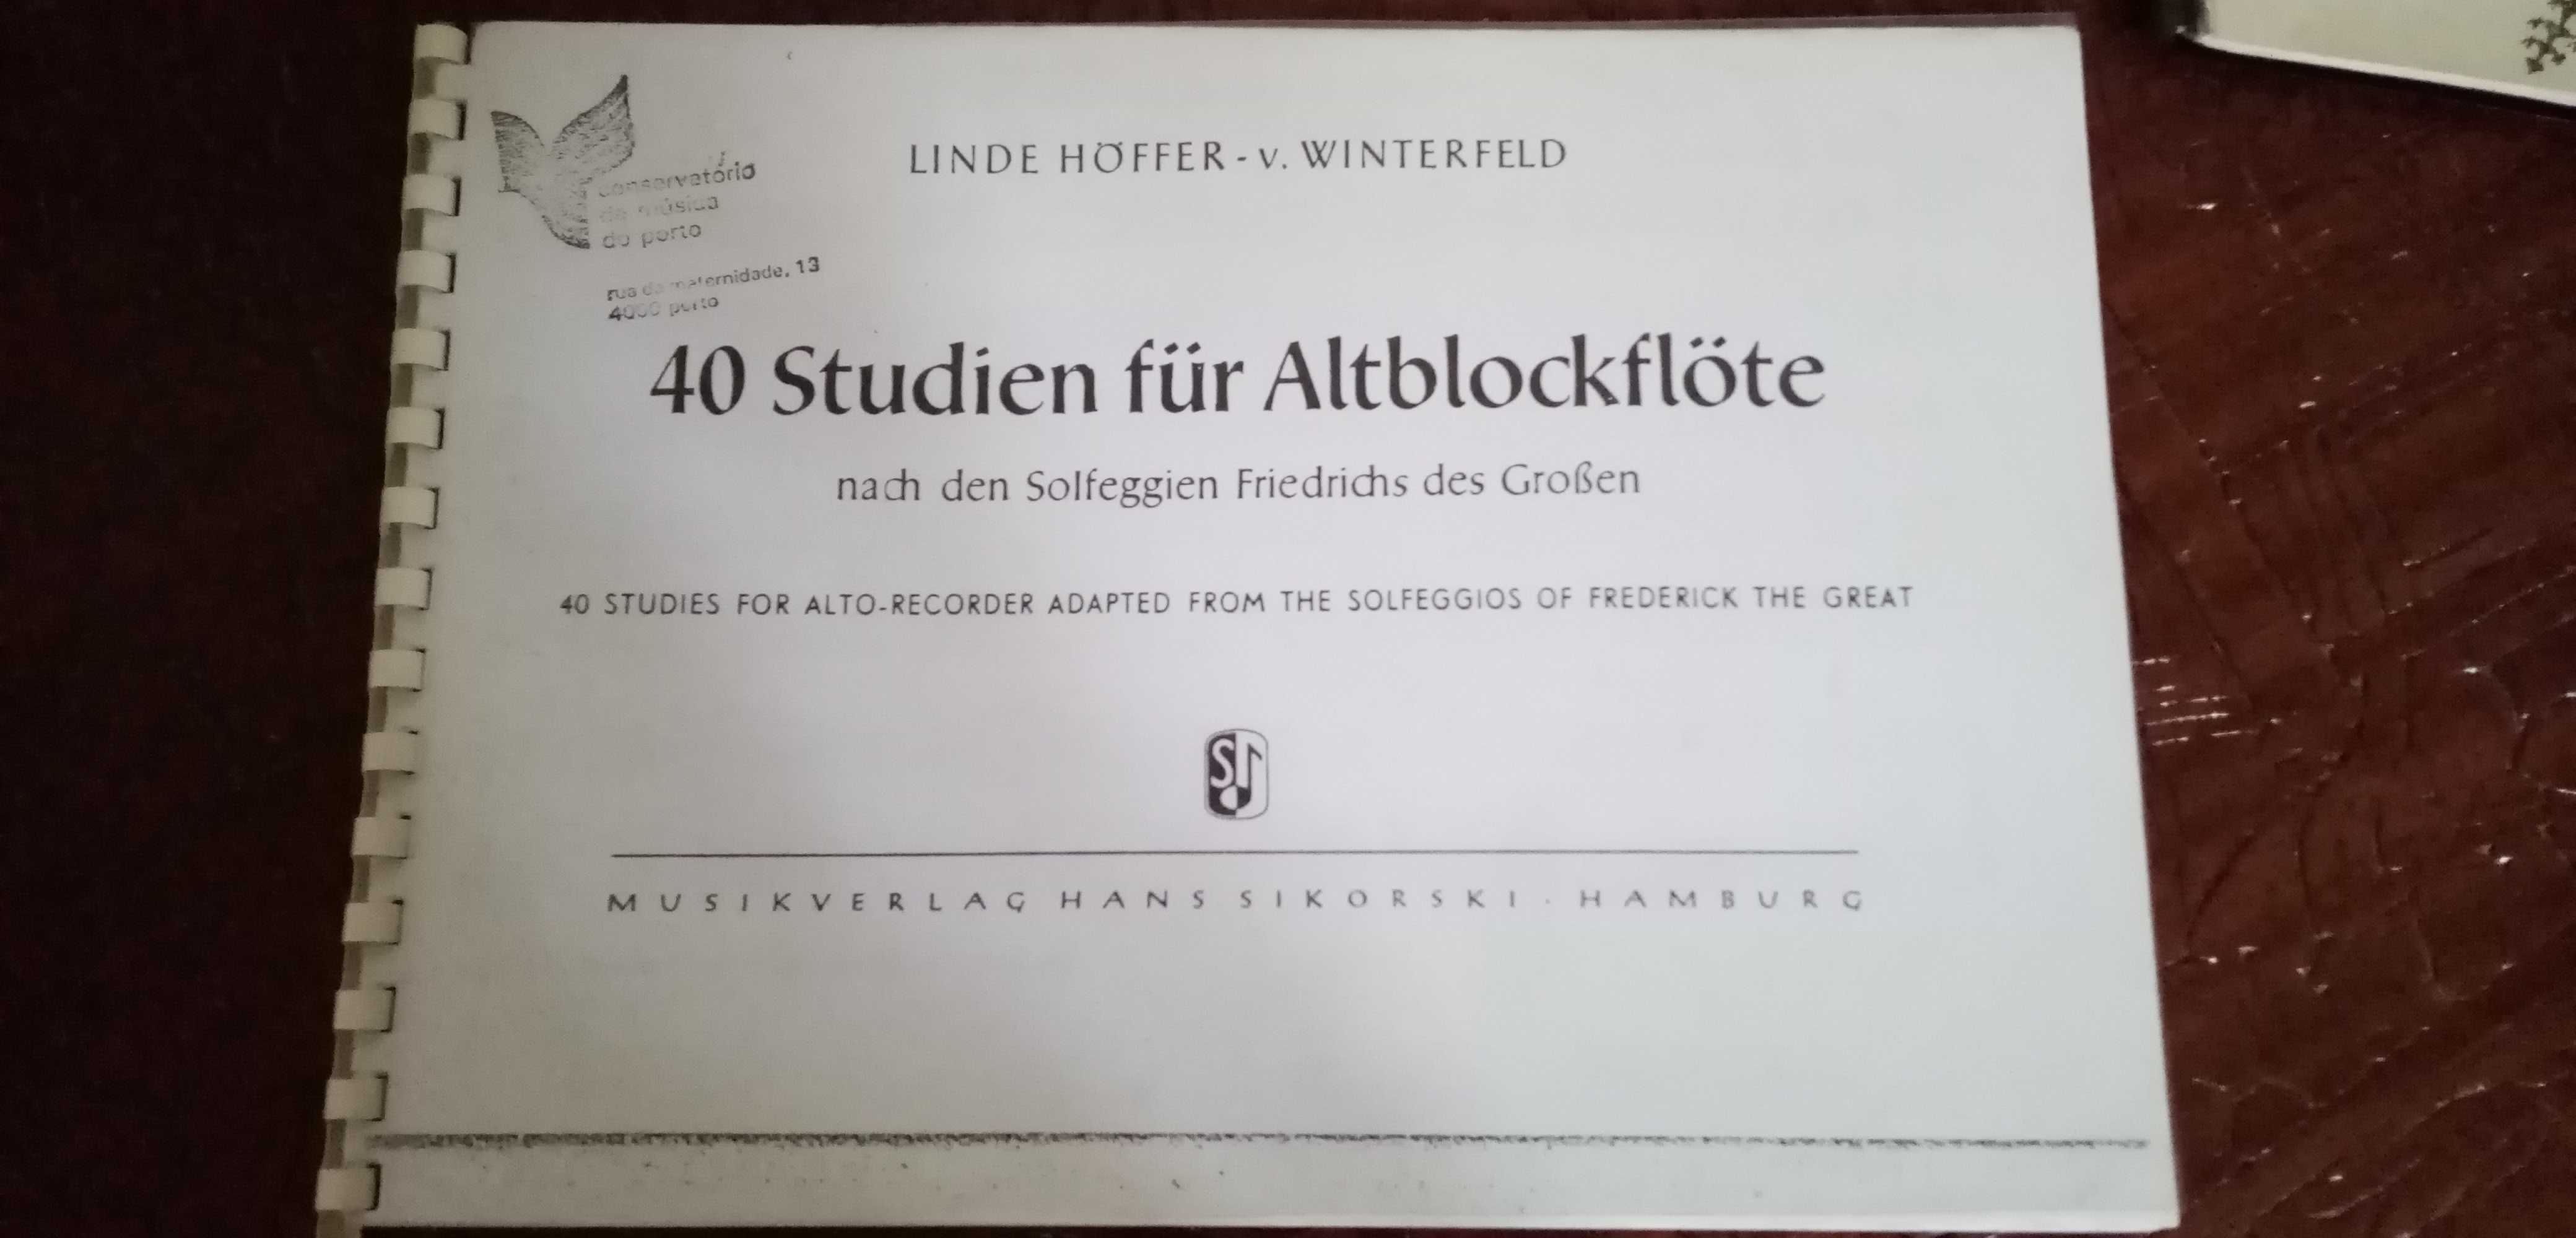 conservatório
de música
do porto
rua da maternidade, 13
4000 porto
LINDE HÖFFER - v. WINTERFELD
40 Studien für Altblockflöte
nach den Solfeggien Friedrichs des Großen
40 STUDIES FOR ALTO-RECORDER ADAPTED FROM THE SOLFEGGIOS OF FREDERICK THE GREAT
MUSIKVERLAG HANS SIKORSKI · HAMBURG